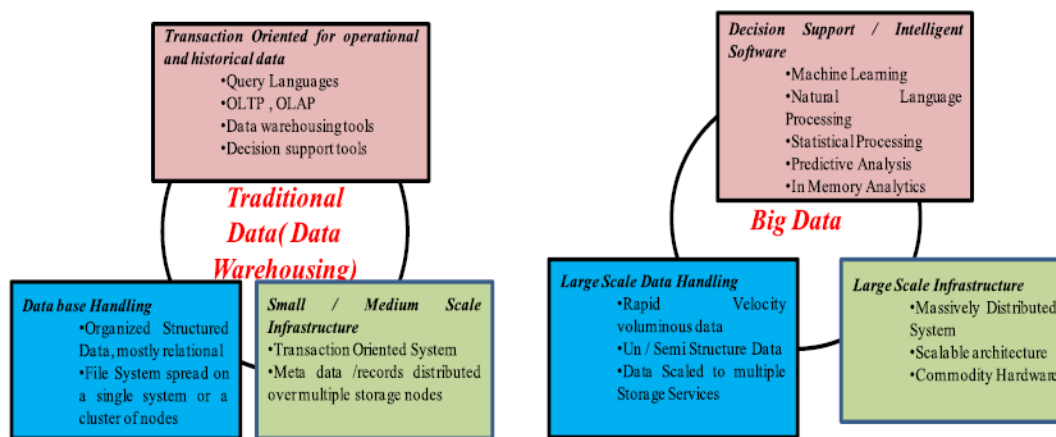 Transaction Oriented for operational
and historical data
•Query Languages
•OLTP , OLAP
•Data warehousing tools
•Decision support tools
Traditional
Data( Data
Warehousing)
Data base Handling
•Organized Structured
Data, mostly relational
•File System spread on
a single system or a
cluster of nodes
Small / Medium Scale
Infrastructure
•Transaction Oriented System
•Meta data /records distributed
over multiple storage nodes
Decision Support / Intelligent
Software
•Machine Learning
•Natural Language
Processing
•Statistical Processing
•Predictive Analysis
•In Memory Analytics
Big Data
Large Scale Data Handling
•Rapid Velocity
voluminous data
•Un / Semi Structure Data
•Data Scaled to multiple
Storage Services
Large Scale Infrastructure
•Massively Distributed
System
•Scalable architecture
•Commodity Hardware